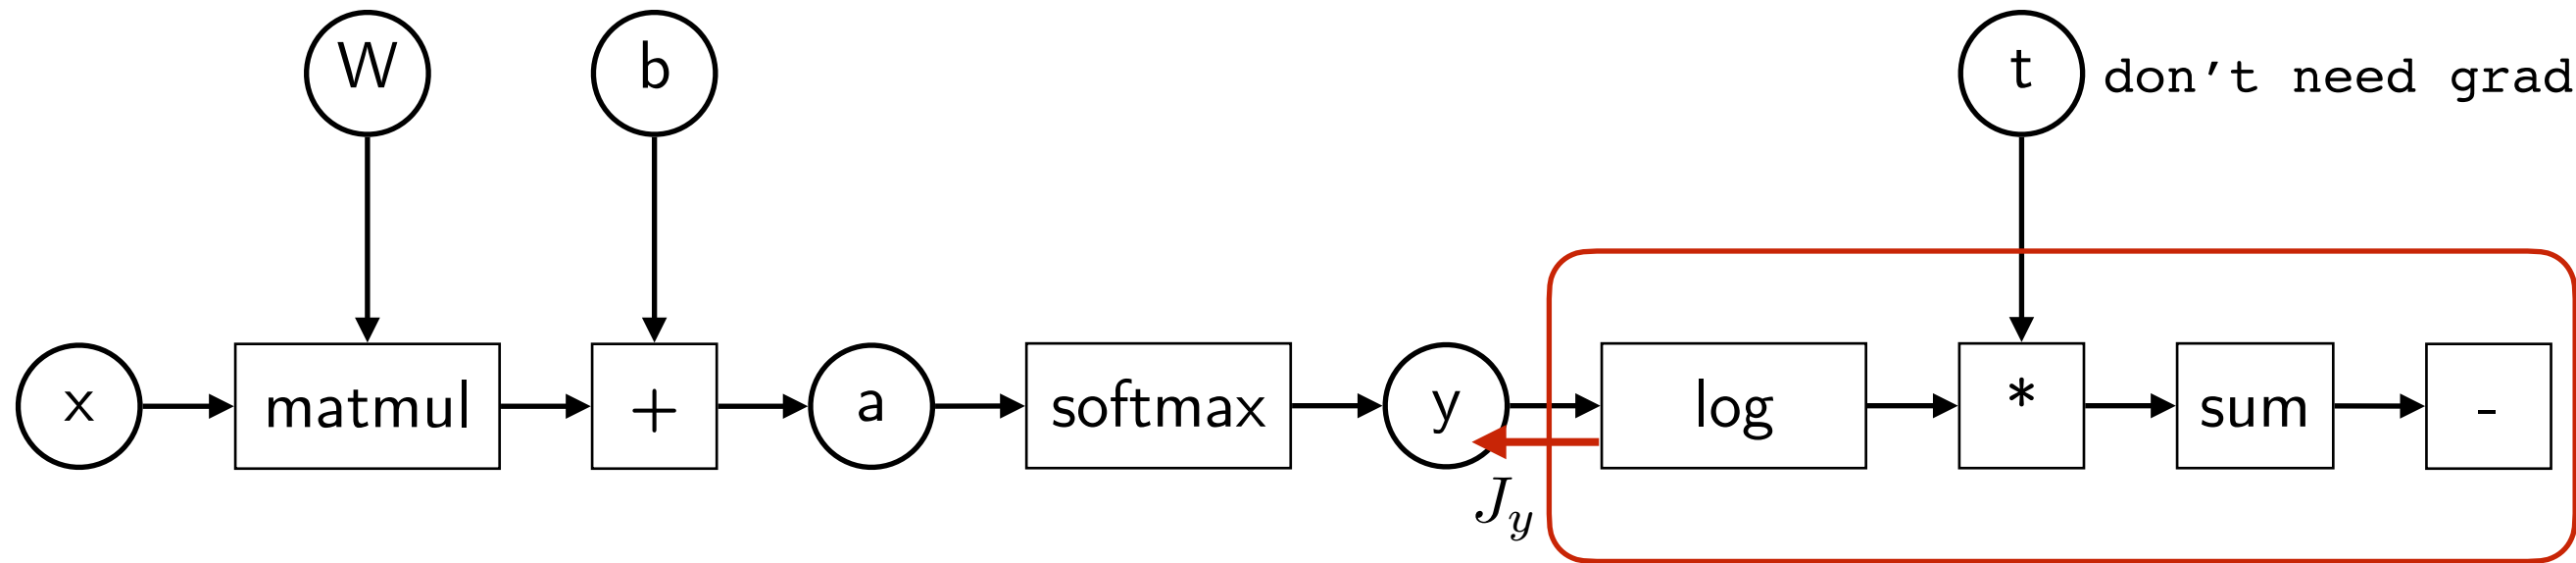 W b t don't need grad
x matmul + a softmax y log * sum -
J_y